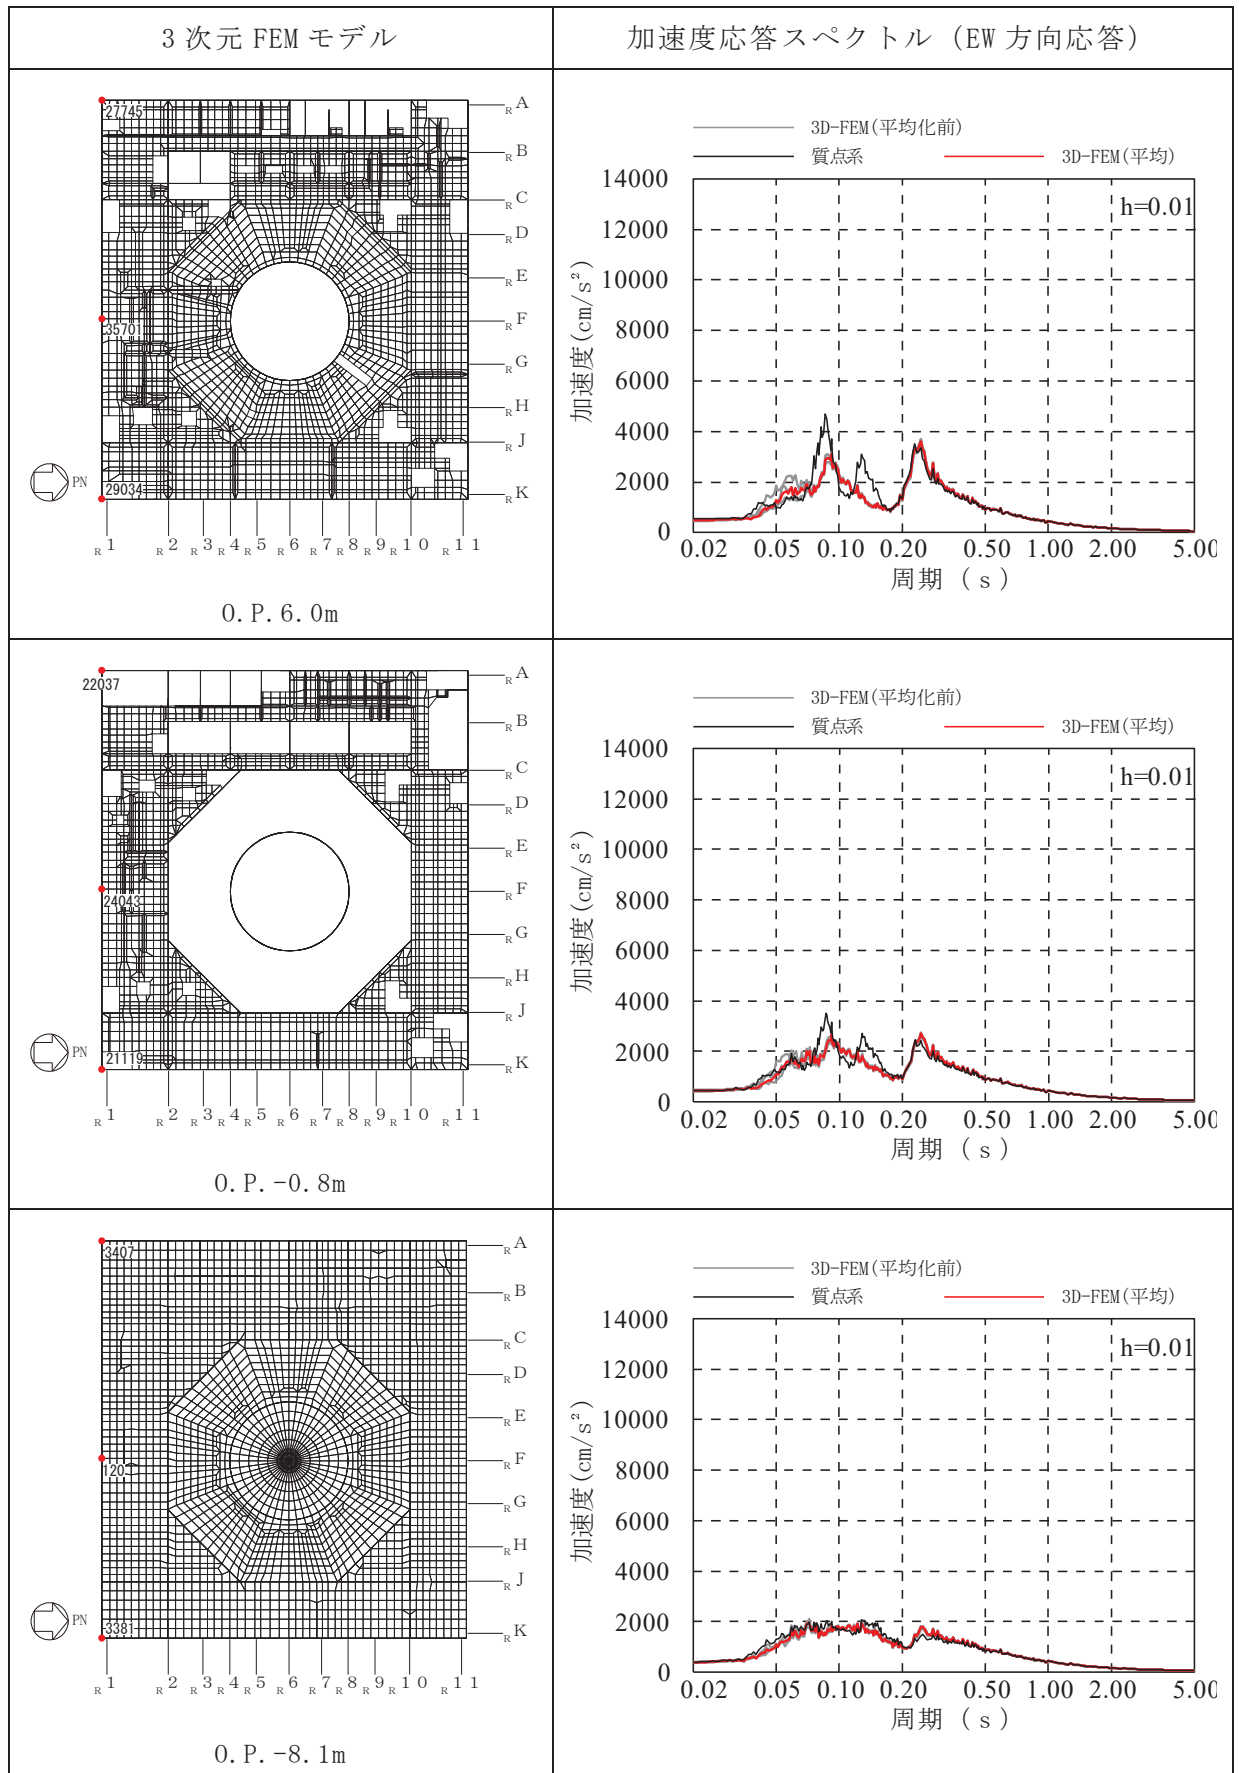 3次元 FEM モデル
加速度応答スペクトル（EW 方向応答）
27745
35701
29034
RA
RB
RC
RD
RE
RF
RG
RH
RJ
RK
PN
R1 R2 R3 R4 R5 R6 R7 R8 R9 R10 R11
O.P.6.0m
3D-FEM(平均化前)
質点系 3D-FEM(平均)
h=0.01
14000
12000
10000
8000
6000
4000
2000
0
加速度(cm/s²)
0.02 0.05 0.10 0.20 0.50 1.00 2.00 5.00
周期（s）
22037
24043
21119
RA
RB
RC
RD
RE
RF
RG
RH
RJ
RK
PN
R1 R2 R3 R4 R5 R6 R7 R8 R9 R10 R11
O.P.-0.8m
3D-FEM(平均化前)
質点系 3D-FEM(平均)
h=0.01
14000
12000
10000
8000
6000
4000
2000
0
加速度(cm/s²)
0.02 0.05 0.10 0.20 0.50 1.00 2.00 5.00
周期（s）
3407
120
3381
RA
RB
RC
RD
RE
RF
RG
RH
RJ
RK
PN
R1 R2 R3 R4 R5 R6 R7 R8 R9 R10 R11
O.P.-8.1m
3D-FEM(平均化前)
質点系 3D-FEM(平均)
h=0.01
14000
12000
10000
8000
6000
4000
2000
0
加速度(cm/s²)
0.02 0.05 0.10 0.20 0.50 1.00 2.00 5.00
周期（s）